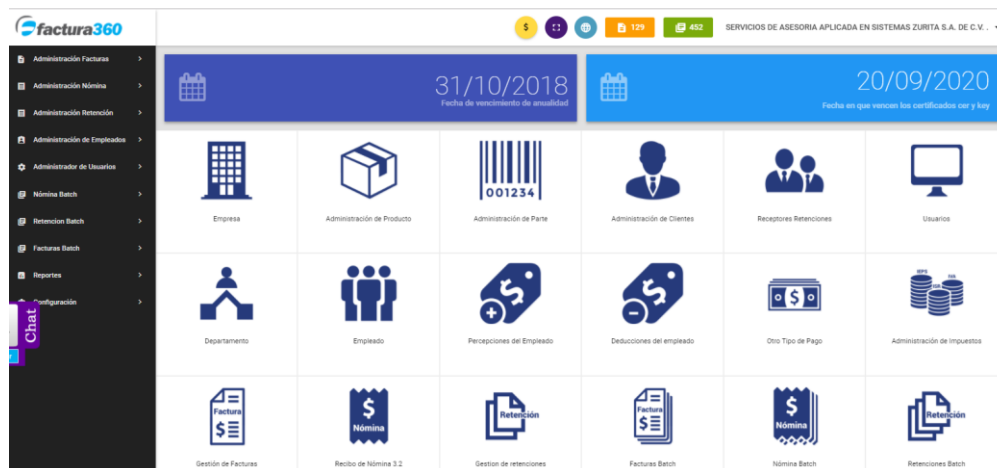 factura360
$
129
452
SERVICIOS DE ASESORIA APLICADA EN SISTEMAS ZURITA S.A. DE C.V. .
Administración Facturas
Administración Nómina
Administración Retención
Administración de Empleados
Administrador de Usuarios
Nómina Batch
Retencion Batch
Facturas Batch
Reportes
Configuración
Chat
31/10/2018
Fecha de vencimiento de anualidad
20/09/2020
Fecha en que vencen los certificados cer y key
001234
Empresa
Administración de Producto
Administración de Parte
Administración de Clientes
Receptores Retenciones
Usuarios
$
$
$
IEPS
ISR
IVA
Departamento
Empleado
Percepciones del Empleado
Deducciones del empleado
Otro Tipo de Pago
Administración de Impuestos
Factura
$
$
Nómina
Retención
Factura
$
$
Nómina
Retención
Gestión de Facturas
Recibo de Nómina 3.2
Gestion de retenciones
Facturas Batch
Nómina Batch
Retenciones Batch